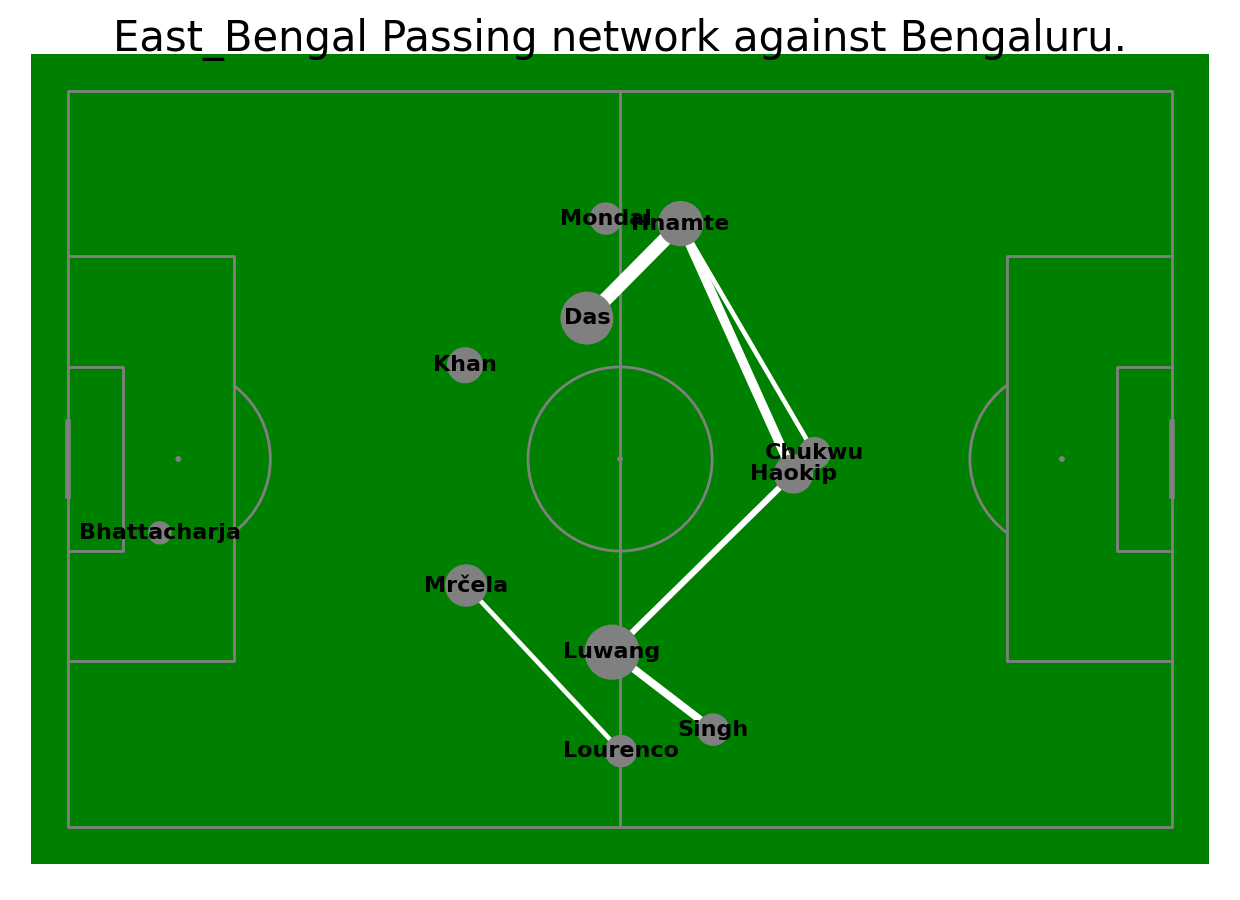 East_Bengal Passing network against Bengaluru.
Mondal
Hnamte
Das
Khan
Chukwu
Haokip
Bhattacharja
Mrčela
Luwang
Singh
Lourenco